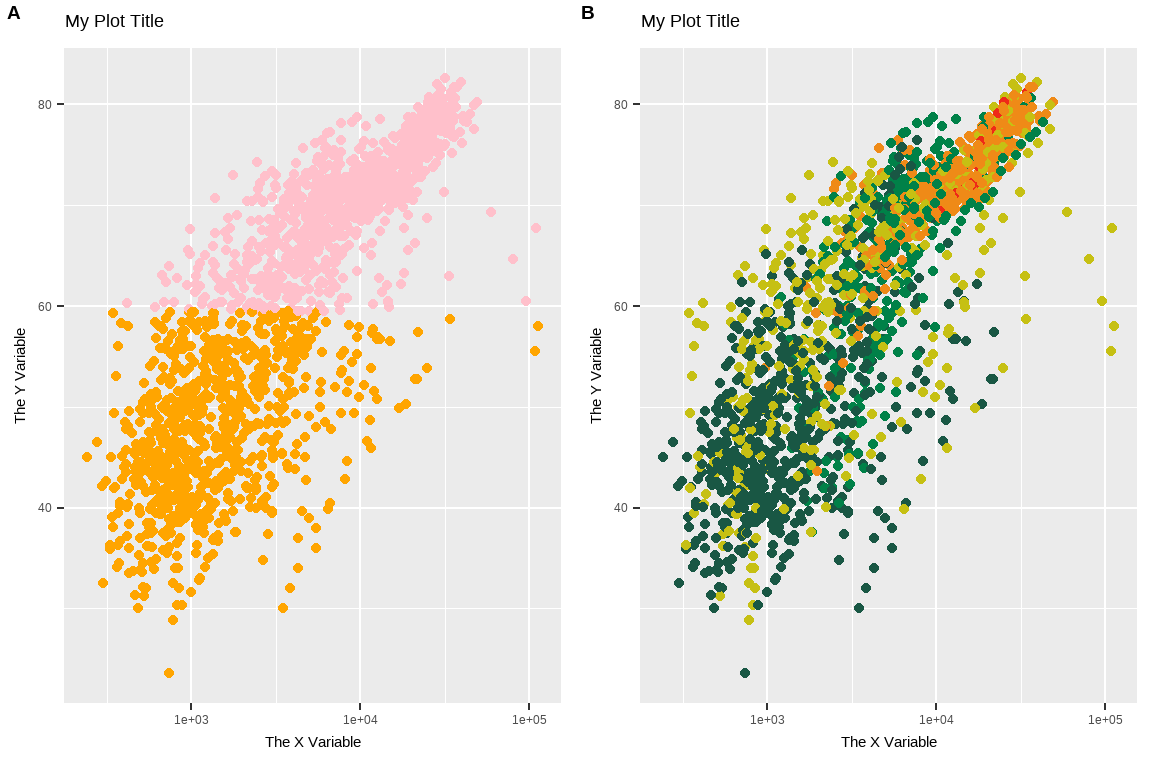 A
My Plot Title
The Y Variable
80
60
40
1e+03 1e+04 1e+05
The X Variable
B
My Plot Title
The Y Variable
80
60
40
1e+03 1e+04 1e+05
The X Variable